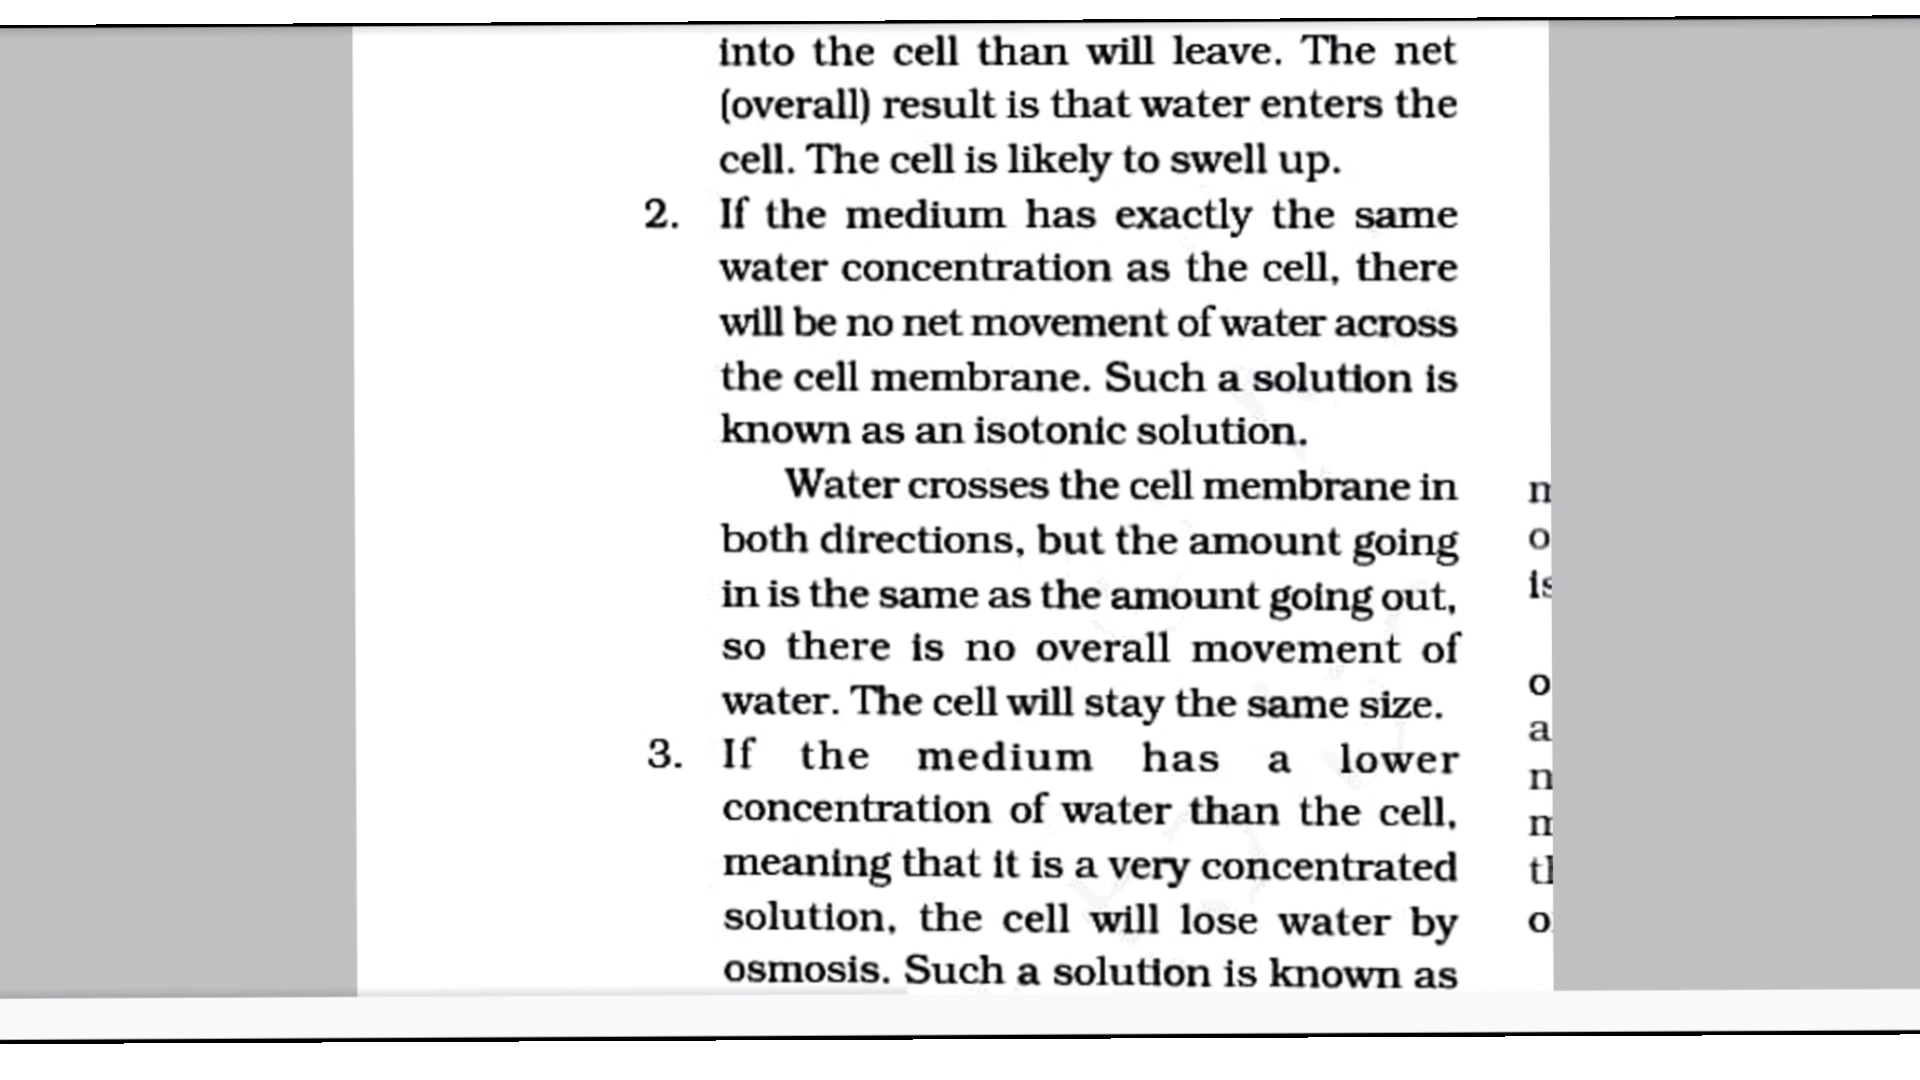 into the cell than will leave. The net
(overall) result is that water enters the
cell. The cell is likely to swell up.
2. If the medium has exactly the same
water concentration as the cell, there
will be no net movement of water across
the cell membrane. Such a solution is
known as an isotonic solution.
Water crosses the cell membrane in
both directions, but the amount going
in is the same as the amount going out,
so there is no overall movement of
water. The cell will stay the same size.
3. If the medium has a lower
concentration of water than the cell,
meaning that it is a very concentrated
solution, the cell will lose water by
osmosis. Such a solution is known as